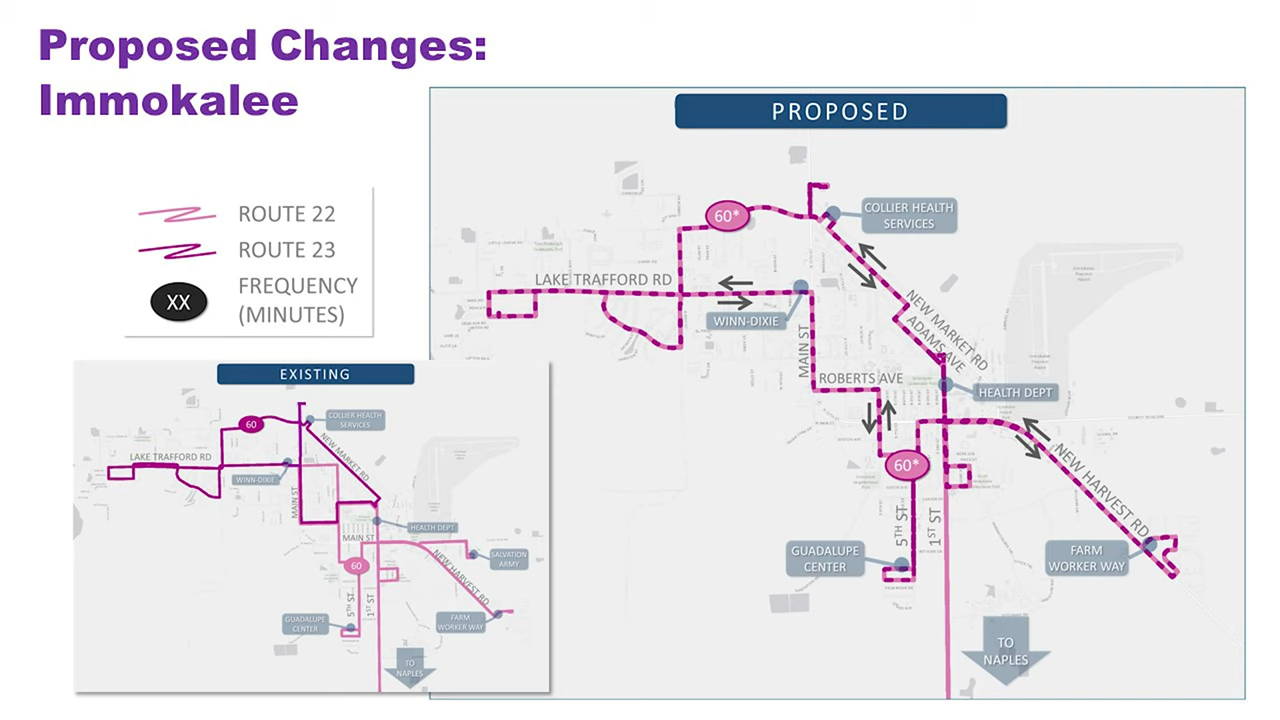 Proposed Changes:
Immokalee
ROUTE 22
ROUTE 23
XX
FREQUENCY
(MINUTES)
EXISTING
60
COLLIER HEALTH
SERVICES
LAKE TRAFFORD RD
NEW MARKET RD
WINN-DIXIE
MAIN ST
HEALTH DEPT
MAIN ST
SALVATION
ARMY
60
NEW HARVEST RD
5TH ST
1ST ST
GUADALUPE
CENTER
FARM
WORKER WAY
TO
NAPLES
PROPOSED
60*
COLLIER HEALTH
SERVICES
LAKE TRAFFORD RD
WINN-DIXIE
NEW MARKET RD
ADAMS AVE
MAIN ST
ROBERTS AVE
HEALTH DEPT
60*
NEW HARVEST RD
5TH ST
1ST ST
GUADALUPE
CENTER
FARM
WORKER WAY
TO
NAPLES